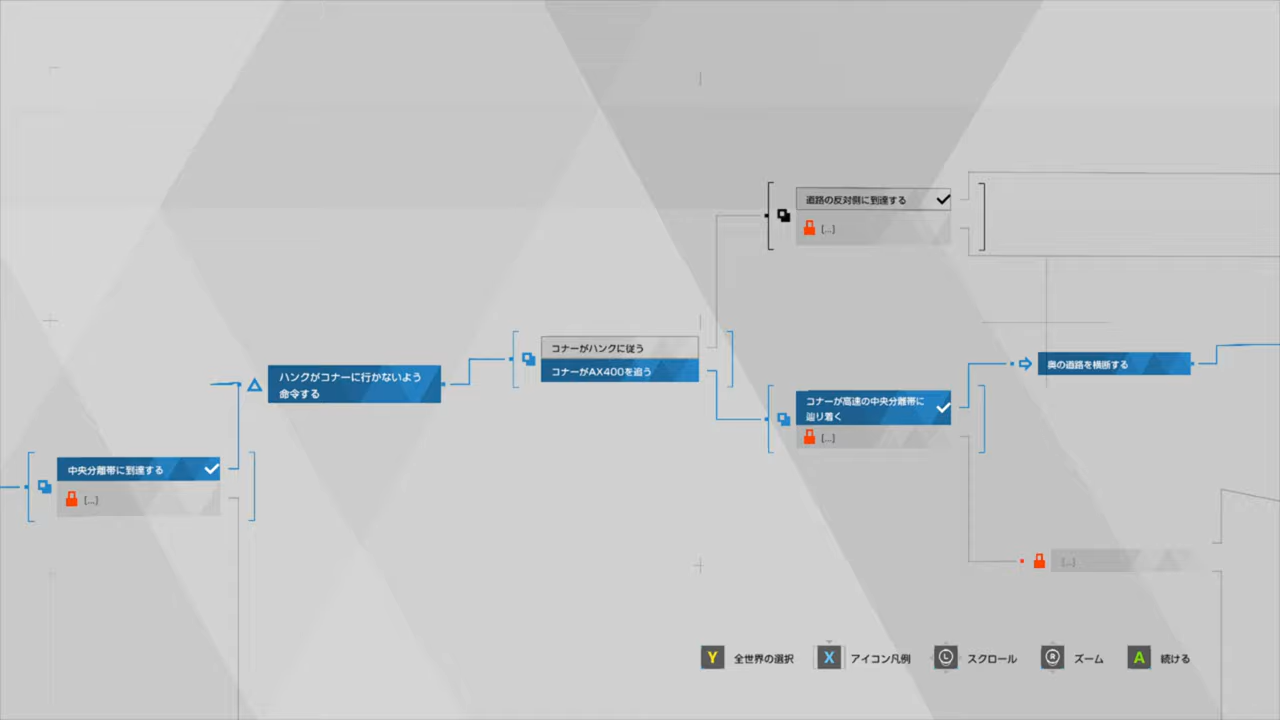 道路の反対側に到達する
[...]
ハンクがコナーに行かないよう
命令する
コナーがハンクに従う
コナーがAX400を追う
奥の道路を横断する
コナーが高速の中央分離帯に
辿り着く
[...]
中央分離帯に到達する
[...]
[...]
Y 全世界の選択 X アイコン凡例 L スクロール R ズーム A 続ける